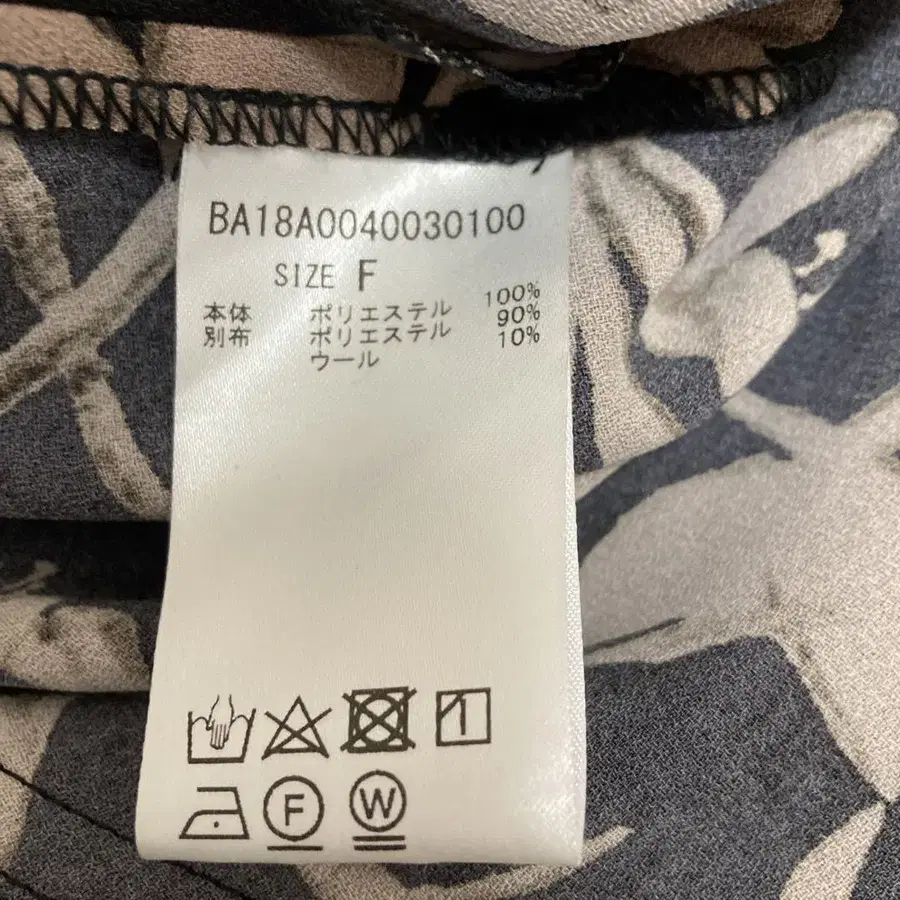 BA18A0040030100
SIZE F
本体 ポリエステル 100%
別布 ポリエステル 90%
ウール 10%
F W